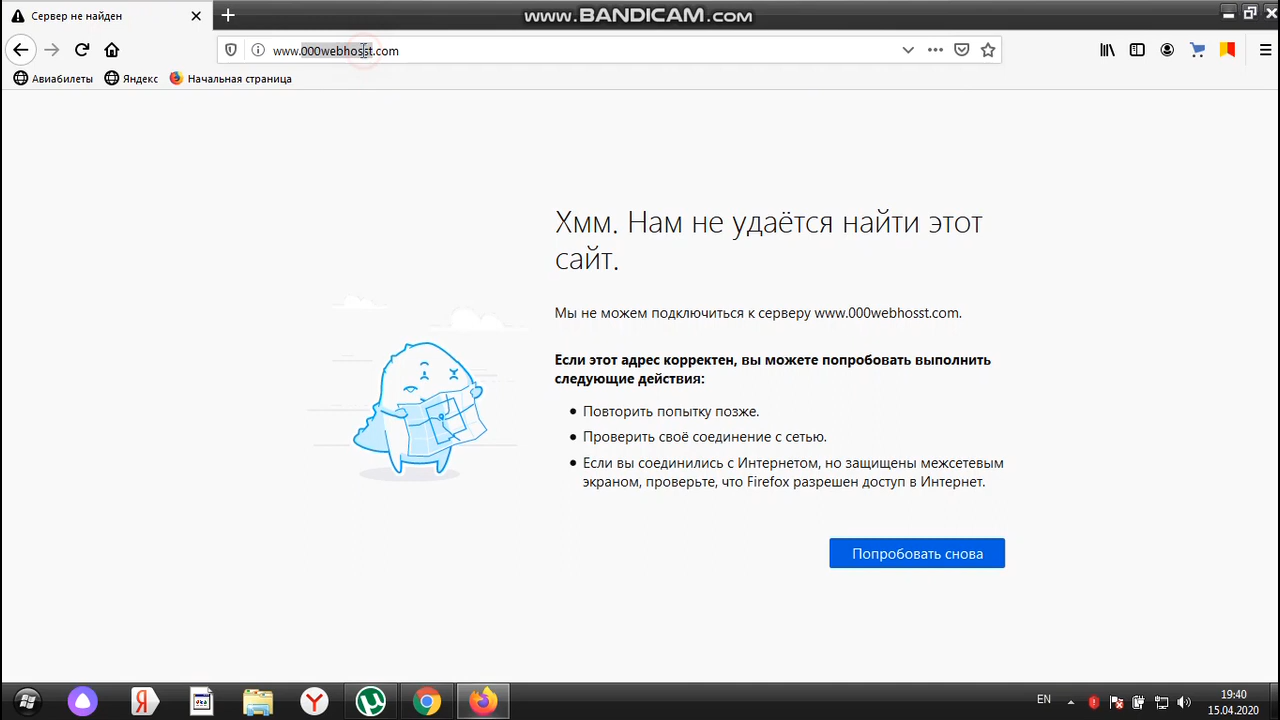 Сервер не найден
www.BANDICAM.com
www.000webhosst.com
Авиабилеты
Яндекс
Начальная страница
Хмм. Нам не удаётся найти этот
сайт.
Мы не можем подключиться к серверу www.000webhosst.com.
Если этот адрес корректен, вы можете попробовать выполнить
следующие действия:
Повторить попытку позже.
Проверить своё соединение с сетью.
Если вы соединились с Интернетом, но защищены межсетевым
экраном, проверьте, что Firefox разрешен доступ в Интернет.
Попробовать снова
EN
19:40
15.04.2020